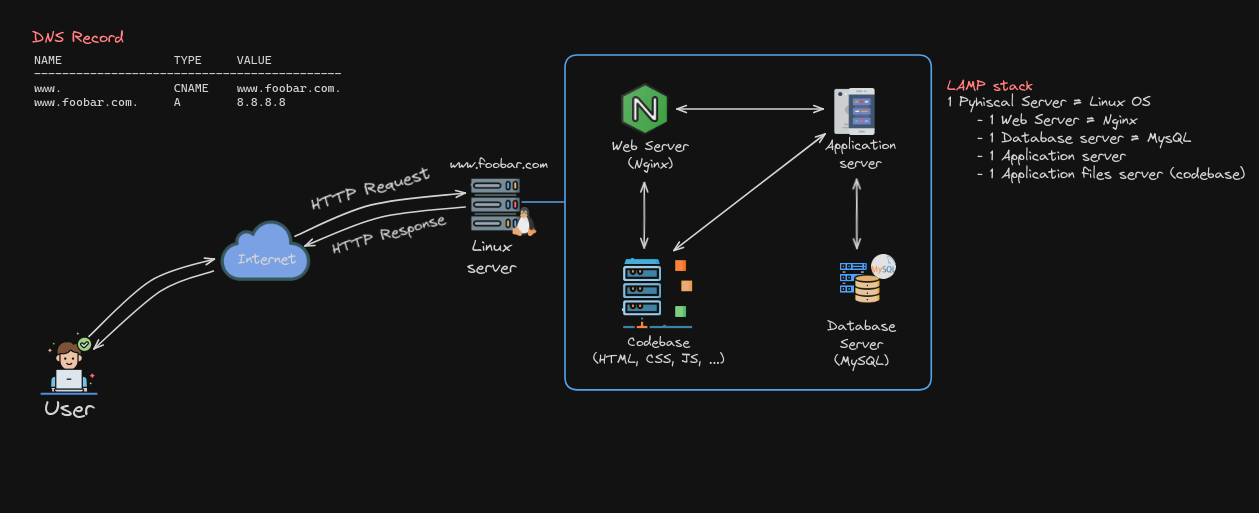 DNS Record
NAME TYPE VALUE
--------------------------------------------
www. CNAME www.foobar.com.
www.foobar.com. A 8.8.8.8
LAMP stack
1 Pyhiscal Server = Linux OS
- 1 Web Server = Nginx
- 1 Database server = MysQL
- 1 Application server
- 1 Application files server (codebase)
www.foobar.com
HTTP Request
HTTP Response
Linux
server
Internet
User
N
Web Server
(Nginx)
Application
server
Codebase
(HTML, CSS, JS, ...)
MySQL
Database
Server
(MySQL)